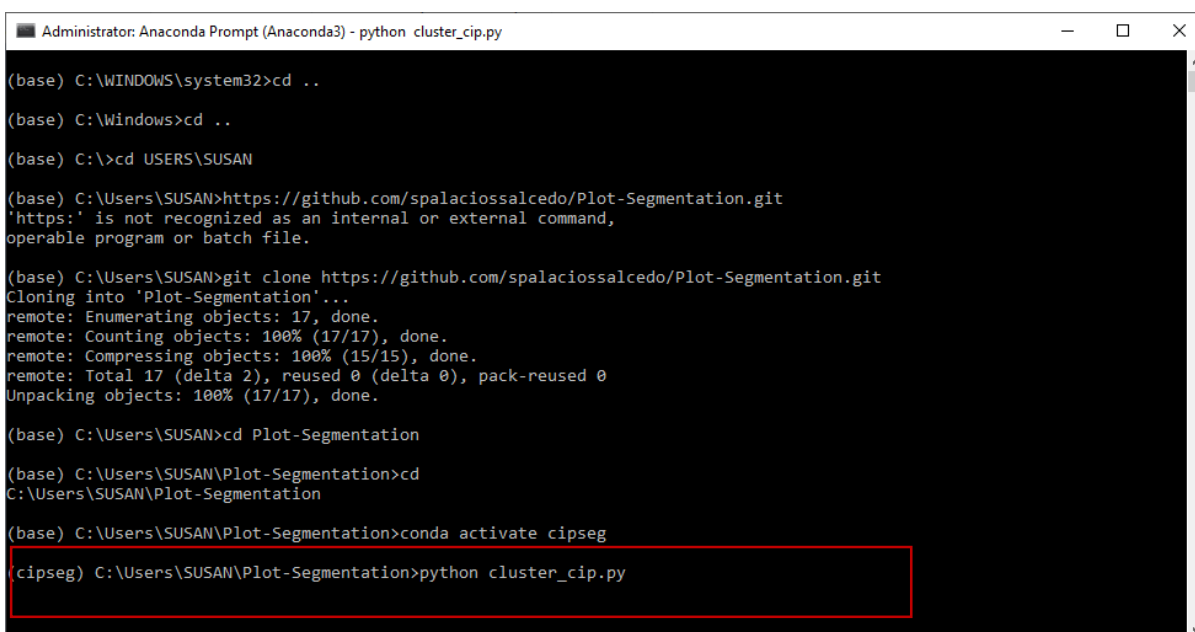 Administrator: Anaconda Prompt (Anaconda3) - python  cluster_cip.py
(base) C:\WINDOWS\system32>cd ..
(base) C:\Windows>cd ..
(base) C:\>cd USERS\SUSAN
(base) C:\Users\SUSAN>https://github.com/spalaciossalcedo/Plot-Segmentation.git
'https:' is not recognized as an internal or external command,
operable program or batch file.
(base) C:\Users\SUSAN>git clone https://github.com/spalaciossalcedo/Plot-Segmentation.git
Cloning into 'Plot-Segmentation'...
remote: Enumerating objects: 17, done.
remote: Counting objects: 100% (17/17), done.
remote: Compressing objects: 100% (15/15), done.
remote: Total 17 (delta 2), reused 0 (delta 0), pack-reused 0
Unpacking objects: 100% (17/17), done.
(base) C:\Users\SUSAN>cd Plot-Segmentation
(base) C:\Users\SUSAN\Plot-Segmentation>cd
C:\Users\SUSAN\Plot-Segmentation
(base) C:\Users\SUSAN\Plot-Segmentation>conda activate cipseg
(cipseg) C:\Users\SUSAN\Plot-Segmentation>python cluster_cip.py